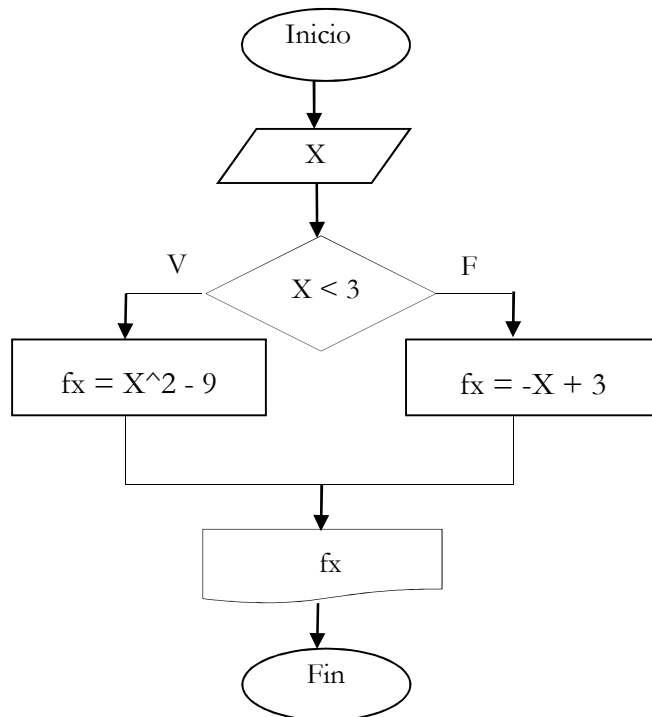 Inicio
X
V
F
X < 3
fx = X^2 - 9
fx = -X + 3
fx
Fin